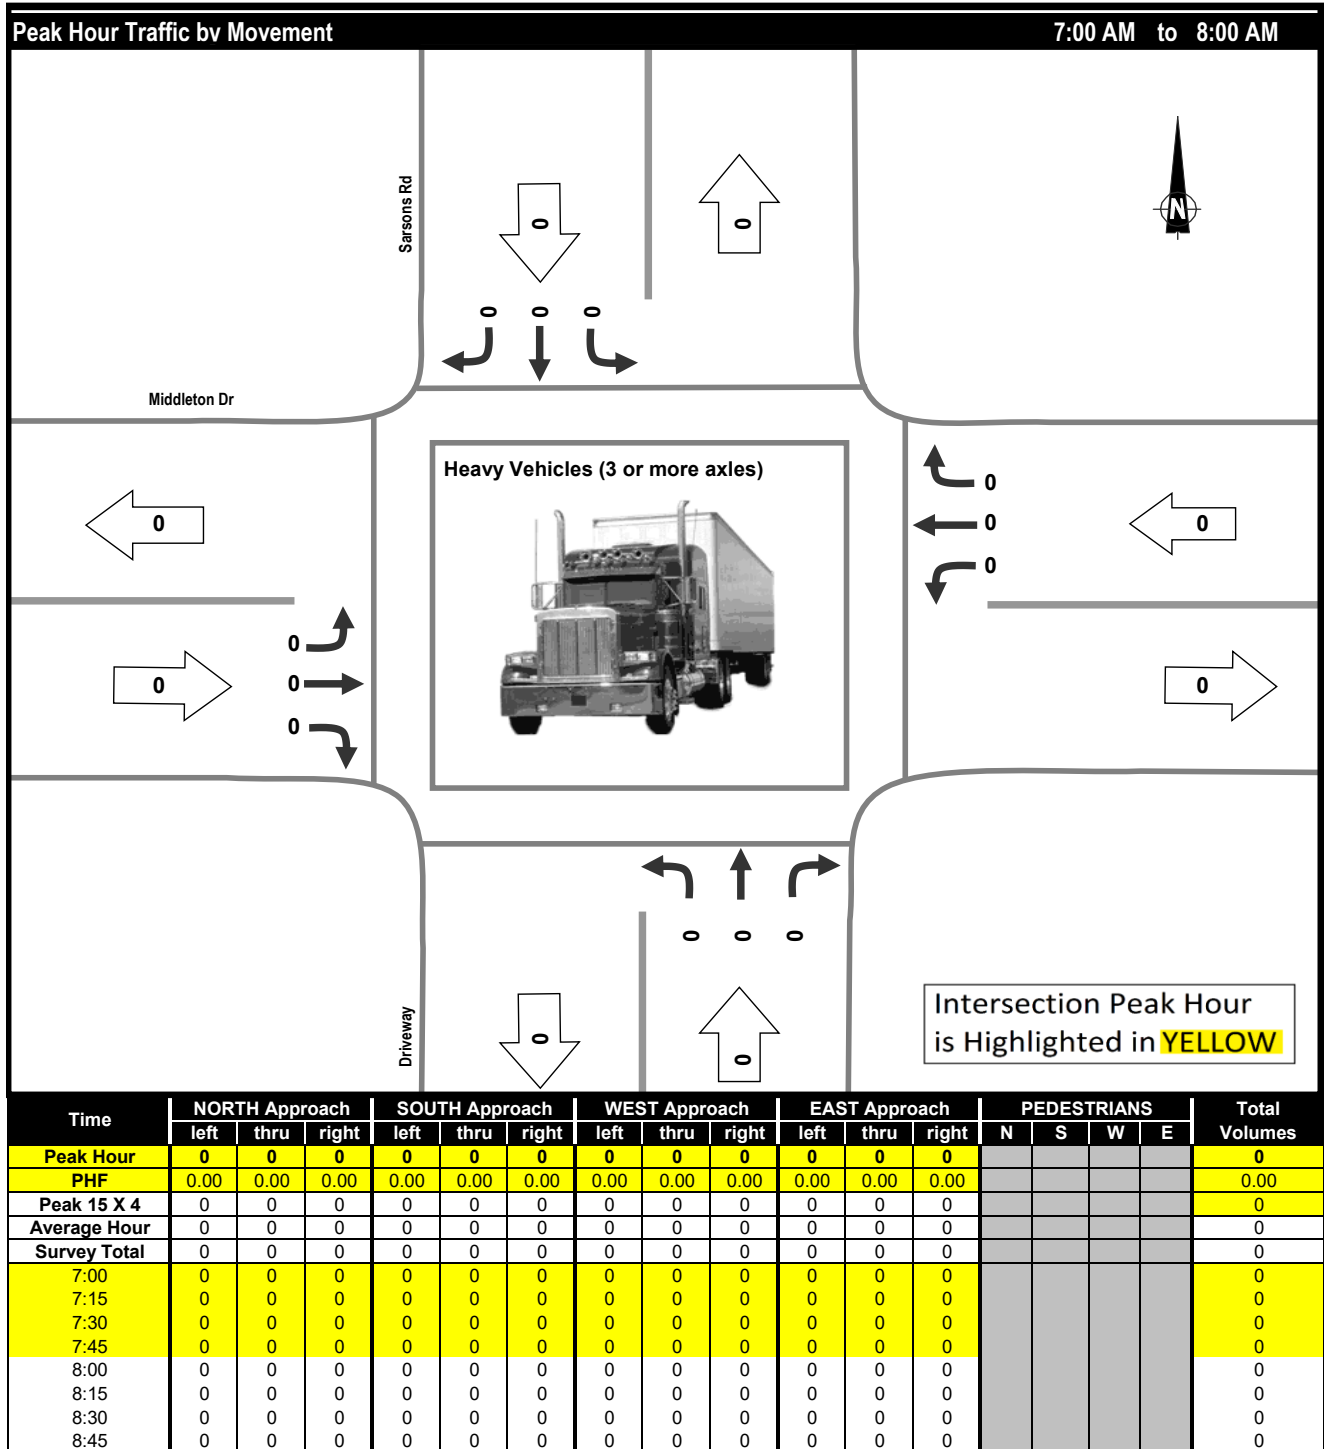 Peak Hour Traffic by Movement 7:00 AM to 8:00 AM
Sarsons Rd
0 0
N
0 0 0
Middleton Dr
Heavy Vehicles (3 or more axles)
0
0 0 0 0
0
0
0 0 0
0
0 0 0
Driveway
0 0
Intersection Peak Hour
is Highlighted in YELLOW
Time NORTH Approach SOUTH Approach WEST Approach EAST Approach PEDESTRIANS Total
left thru right left thru right left thru right left thru right N S W E Volumes
Peak Hour 0 0 0 0 0 0 0 0 0 0 0 0 0
PHF 0.00 0.00 0.00 0.00 0.00 0.00 0.00 0.00 0.00 0.00 0.00 0.00 0.00
Peak 15 X 4 0 0 0 0 0 0 0 0 0 0 0 0 0
Average Hour 0 0 0 0 0 0 0 0 0 0 0 0 0
Survey Total 0 0 0 0 0 0 0 0 0 0 0 0 0
7:00 0 0 0 0 0 0 0 0 0 0 0 0 0
7:15 0 0 0 0 0 0 0 0 0 0 0 0 0
7:30 0 0 0 0 0 0 0 0 0 0 0 0 0
7:45 0 0 0 0 0 0 0 0 0 0 0 0 0
8:00 0 0 0 0 0 0 0 0 0 0 0 0 0
8:15 0 0 0 0 0 0 0 0 0 0 0 0 0
8:30 0 0 0 0 0 0 0 0 0 0 0 0 0
8:45 0 0 0 0 0 0 0 0 0 0 0 0 0